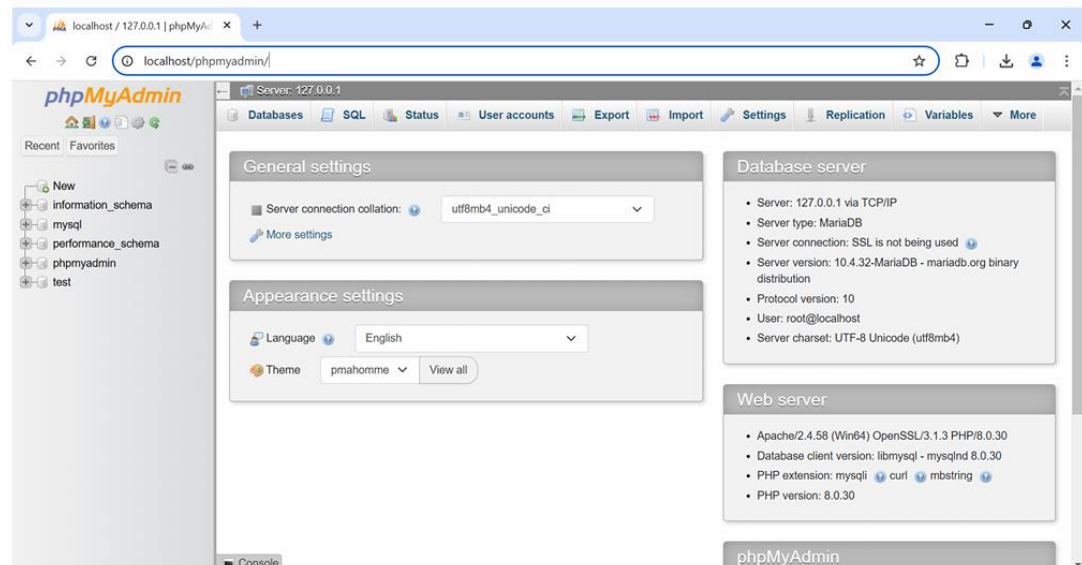 localhost / 127.0.0.1 | phpMyAd
localhost/phpmyadmin/
phpMyAdmin
Recent Favorites
New
information_schema
mysql
performance_schema
phpmyadmin
test
Server: 127.0.0.1
Databases SQL Status User accounts Export Import Settings Replication Variables More
General settings
Server connection collation: utf8mb4_unicode_ci
More settings
Appearance settings
Language English
Theme pmahomme View all
Database server
Server: 127.0.0.1 via TCP/IP
Server type: MariaDB
Server connection: SSL is not being used
Server version: 10.4.32-MariaDB - mariadb.org binary
distribution
Protocol version: 10
User: root@localhost
Server charset: UTF-8 Unicode (utf8mb4)
Web server
Apache/2.4.58 (Win64) OpenSSL/3.1.3 PHP/8.0.30
Database client version: libmysql - mysqlnd 8.0.30
PHP extension: mysqli curl mbstring
PHP version: 8.0.30
phpMyAdmin
Console